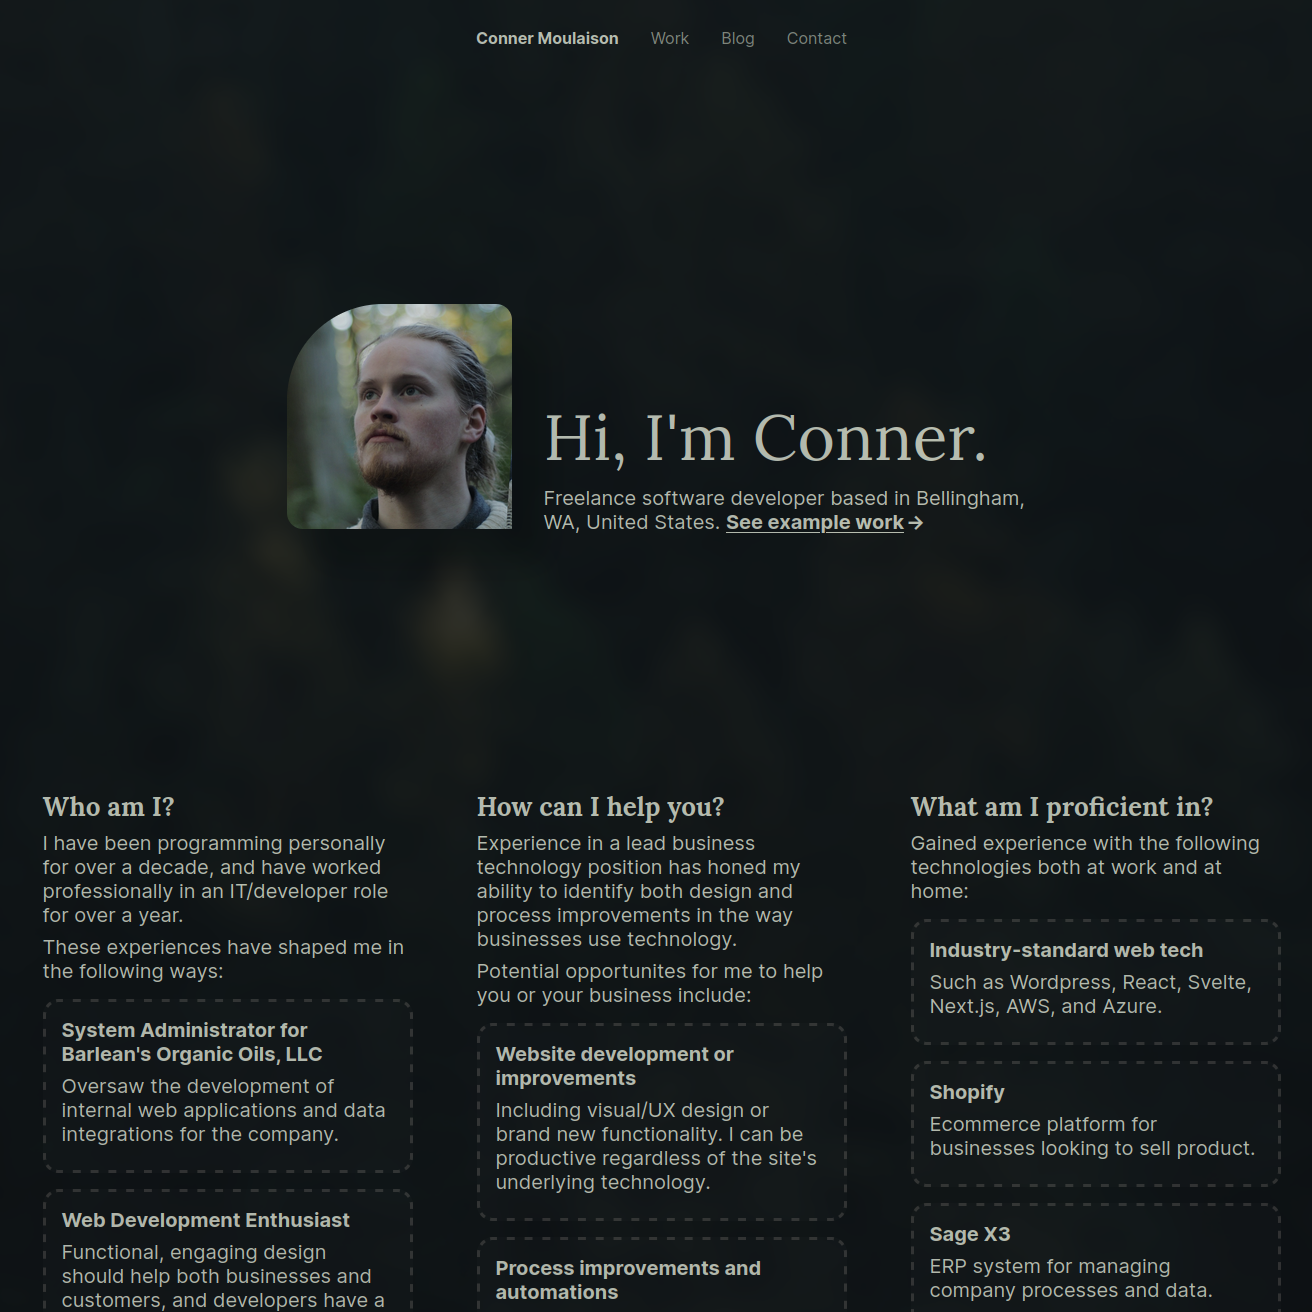 Conner Moulaison Work Blog Contact
Hi, I'm Conner.
Freelance software developer based in Bellingham,
WA, United States. See example work →
Who am I?
I have been programming personally
for over a decade, and have worked
professionally in an IT/developer role
for over a year.
These experiences have shaped me in
the following ways:
System Administrator for
Barlean's Organic Oils, LLC
Oversaw the development of
internal web applications and data
integrations for the company.
Web Development Enthusiast
Functional, engaging design
should help both businesses and
customers, and developers have a
How can I help you?
Experience in a lead business
technology position has honed my
ability to identify both design and
process improvements in the way
businesses use technology.
Potential opportunites for me to help
you or your business include:
Website development or
improvements
Including visual/UX design or
brand new functionality. I can be
productive regardless of the site's
underlying technology.
Process improvements and
automations
What am I proficient in?
Gained experience with the following
technologies both at work and at
home:
Industry-standard web tech
Such as Wordpress, React, Svelte,
Next.js, AWS, and Azure.
Shopify
Ecommerce platform for
businesses looking to sell product.
Sage X3
ERP system for managing
company processes and data.